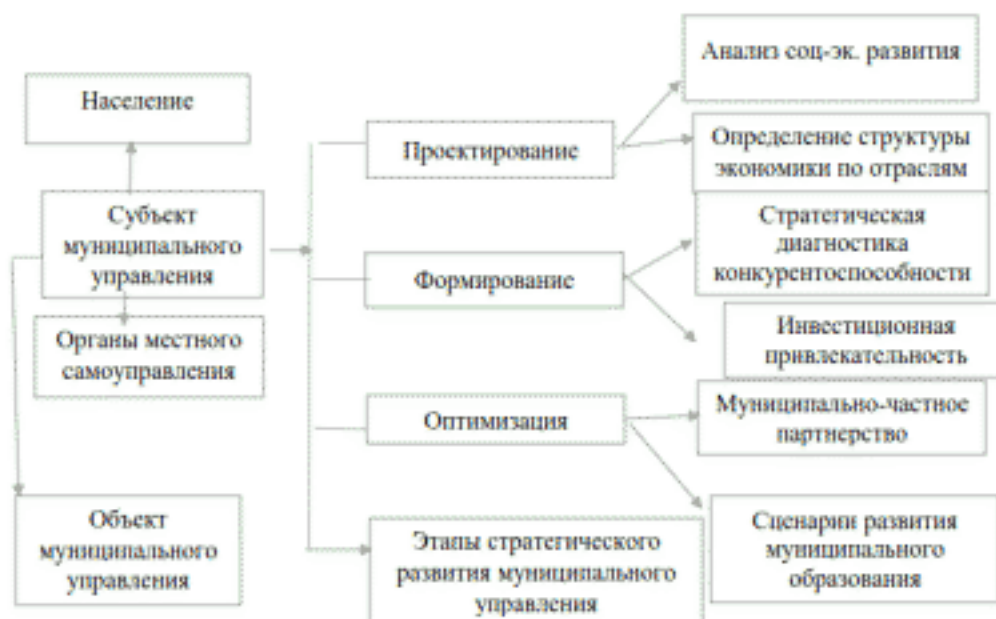 Население
Субъект
муниципального
управления
Органы местного
самоуправления
Объект
муниципального
управления
Проектирование
Формирование
Оптимизация
Этапы стратегического
развития муниципального
управления
Анализ соц-эк. развития
Определение структуры
экономики по отраслям
Стратегическая
диагностика
конкурентоспособности
Инвестиционная
привлекательность
Муниципально-частное
партнерство
Сценарии развития
муниципального
образования